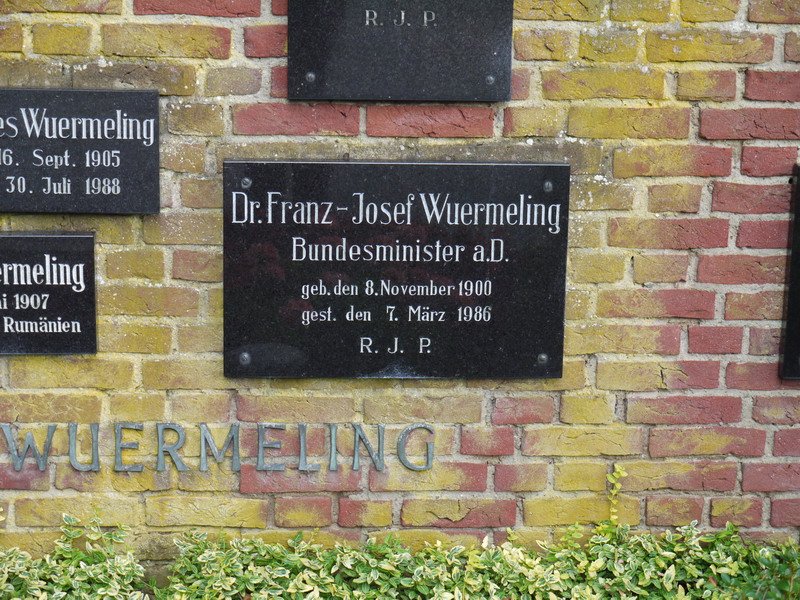 R. J. P.
es Wuermeling
16. Sept. 1905
30. Juli 1988
Dr. Franz-Josef Wuermeling
Bundesminister a.D.
geb. den 8. November 1900
gest. den 7. März 1986
R. J. P.
ermeling
1907
Rumänien
WUERMELING